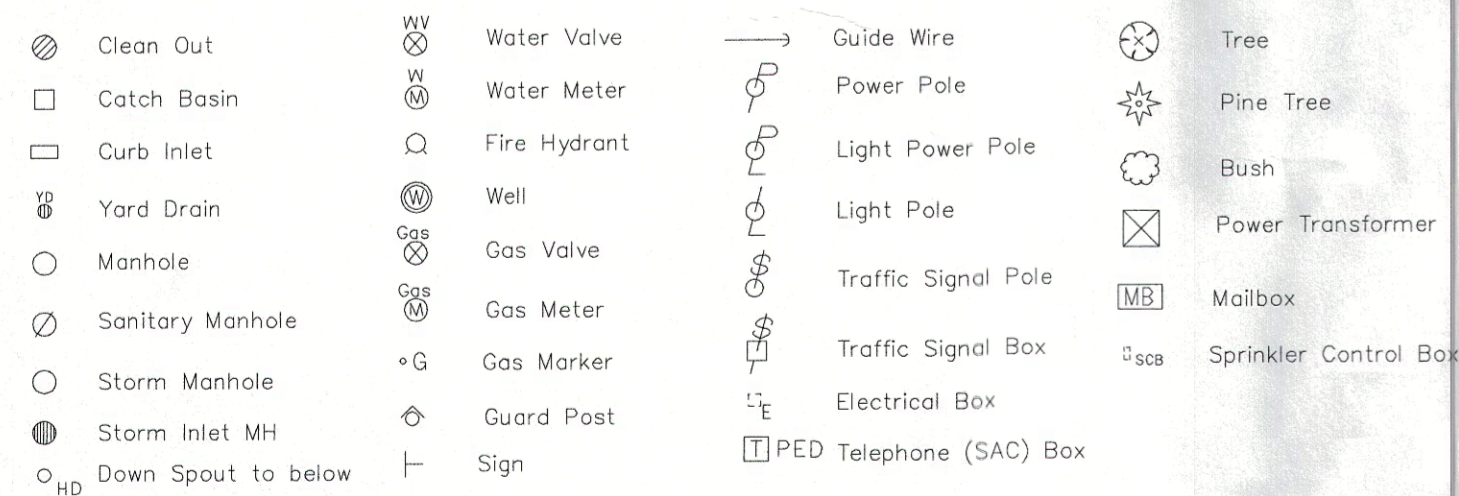 Clean Out
Catch Basin
Curb Inlet
YD Yard Drain
Manhole
Sanitary Manhole
Storm Manhole
Storm Inlet MH
HD Down Spout to below
WV Water Valve
W M Water Meter
Fire Hydrant
W Well
Gas Gas Valve
Gas M Gas Meter
G Gas Marker
Guard Post
Sign
Guide Wire
Power Pole
Light Power Pole
Light Pole
Traffic Signal Pole
Traffic Signal Box
E Electrical Box
T PED Telephone (SAC) Box
Tree
Pine Tree
Bush
Power Transformer
MB Mailbox
SCB Sprinkler Control Box